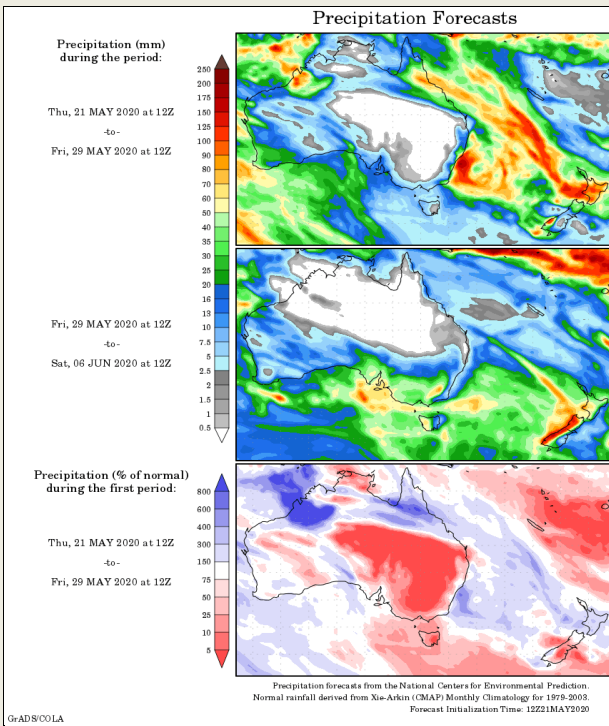 Precipitation Forecasts
Precipitation (mm)
during the period:
Thu, 21 MAY 2020 at 12Z
-to-
Fri, 29 MAY 2020 at 12Z
250
200
175
150
125
100
90
80
70
60
50
40
35
30
25
20
16
13
10
7.5
5
2.5
2
1.5
1
0.5
Fri, 29 MAY 2020 at 12Z
-to-
Sat, 06 JUN 2020 at 12Z
Precipitation (% of normal)
during the first period:
Thu, 21 MAY 2020 at 12Z
-to-
Fri, 29 MAY 2020 at 12Z
800
600
400
300
150
75
50
25
10
5
Precipitation forecasts from the National Centers for Environmental Prediction.
Normal rainfall derived from Xie-Arkin (CMAP) Monthly Climatology for 1979-2003.
Forecast Initialization Time: 12Z21MAY2020
GrADS/COLA